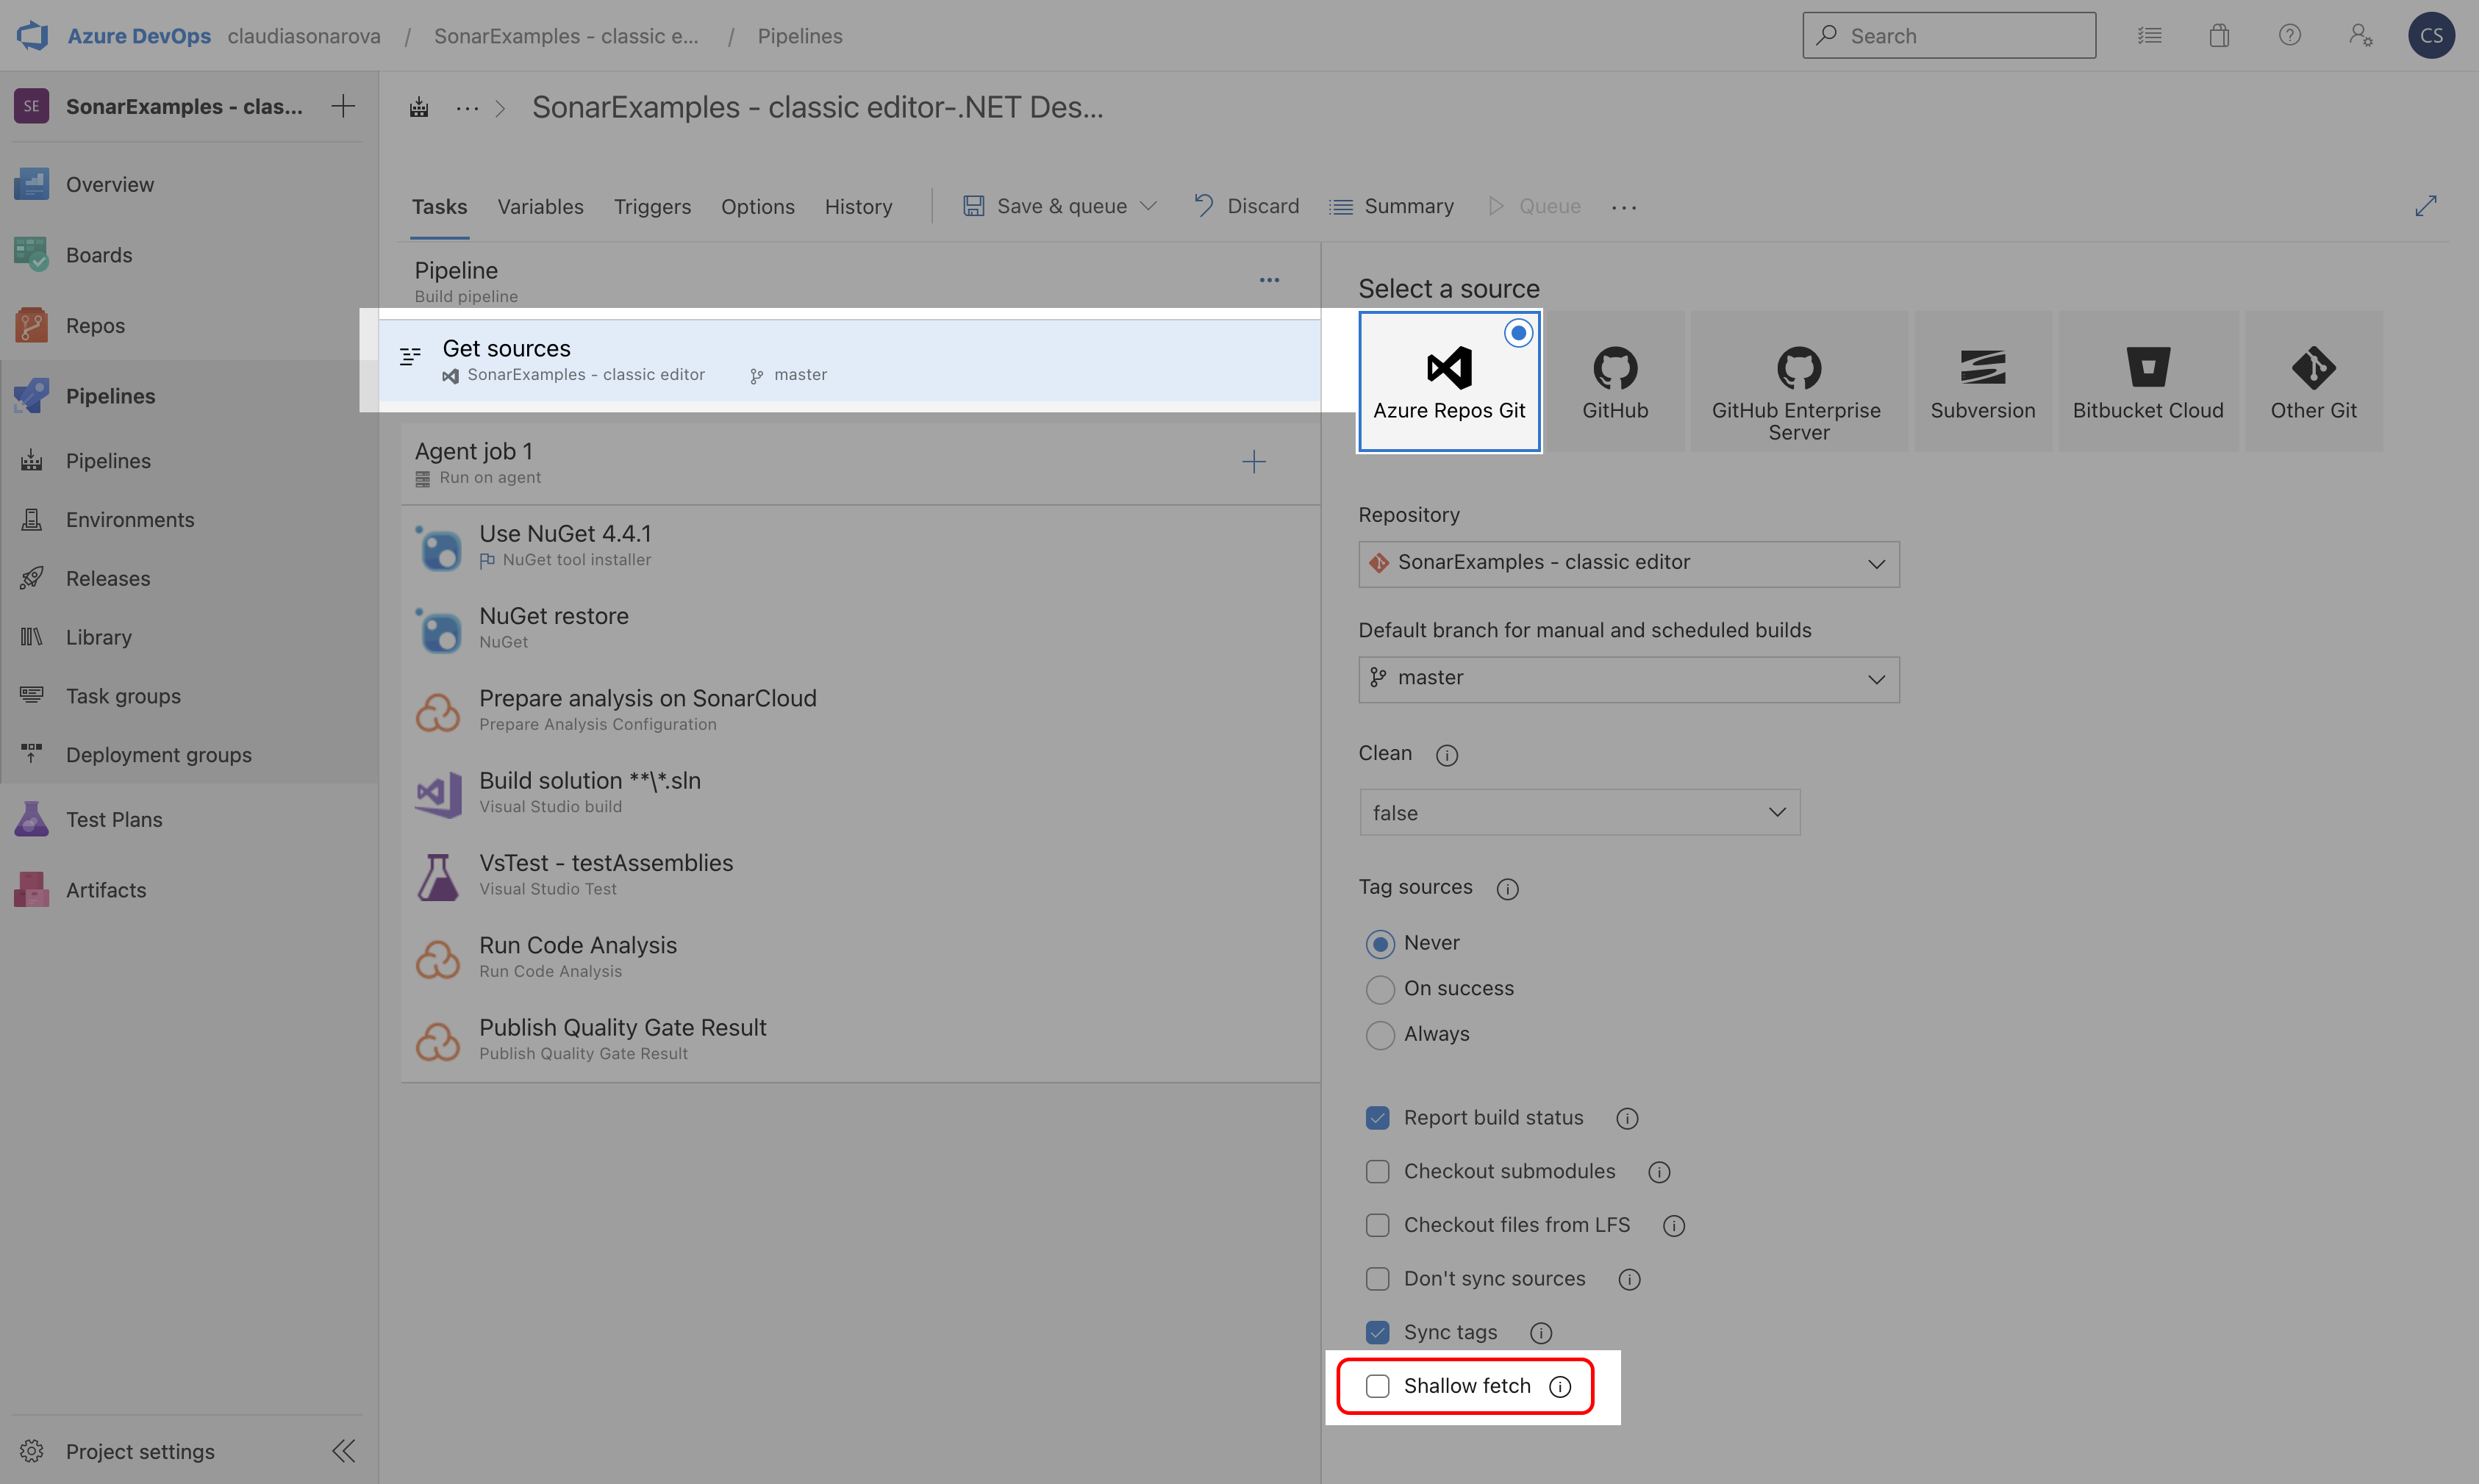 Azure DevOps claudiasonarova / SonarExamples - classic e... / Pipelines
Search
CS
SE SonarExamples - clas...
Overview
Boards
Repos
Pipelines
Pipelines
Environments
Releases
Library
Task groups
Deployment groups
Test Plans
Artifacts
Project settings
... > SonarExamples - classic editor-.NET Des...
Tasks Variables Triggers Options History Save & queue Discard Summary Queue ...
Pipeline
Build pipeline
Get sources
SonarExamples - classic editor master
Agent job 1
Run on agent
Use NuGet 4.4.1
NuGet tool installer
NuGet restore
NuGet
Prepare analysis on SonarCloud
Prepare Analysis Configuration
Build solution **\*.sln
Visual Studio build
VsTest - testAssemblies
Visual Studio Test
Run Code Analysis
Run Code Analysis
Publish Quality Gate Result
Publish Quality Gate Result
Select a source
Azure Repos Git
GitHub
GitHub Enterprise
Server
Subversion
Bitbucket Cloud
Other Git
Repository
SonarExamples - classic editor
Default branch for manual and scheduled builds
master
Clean
false
Tag sources
Never
On success
Always
Report build status
Checkout submodules
Checkout files from LFS
Don't sync sources
Sync tags
Shallow fetch